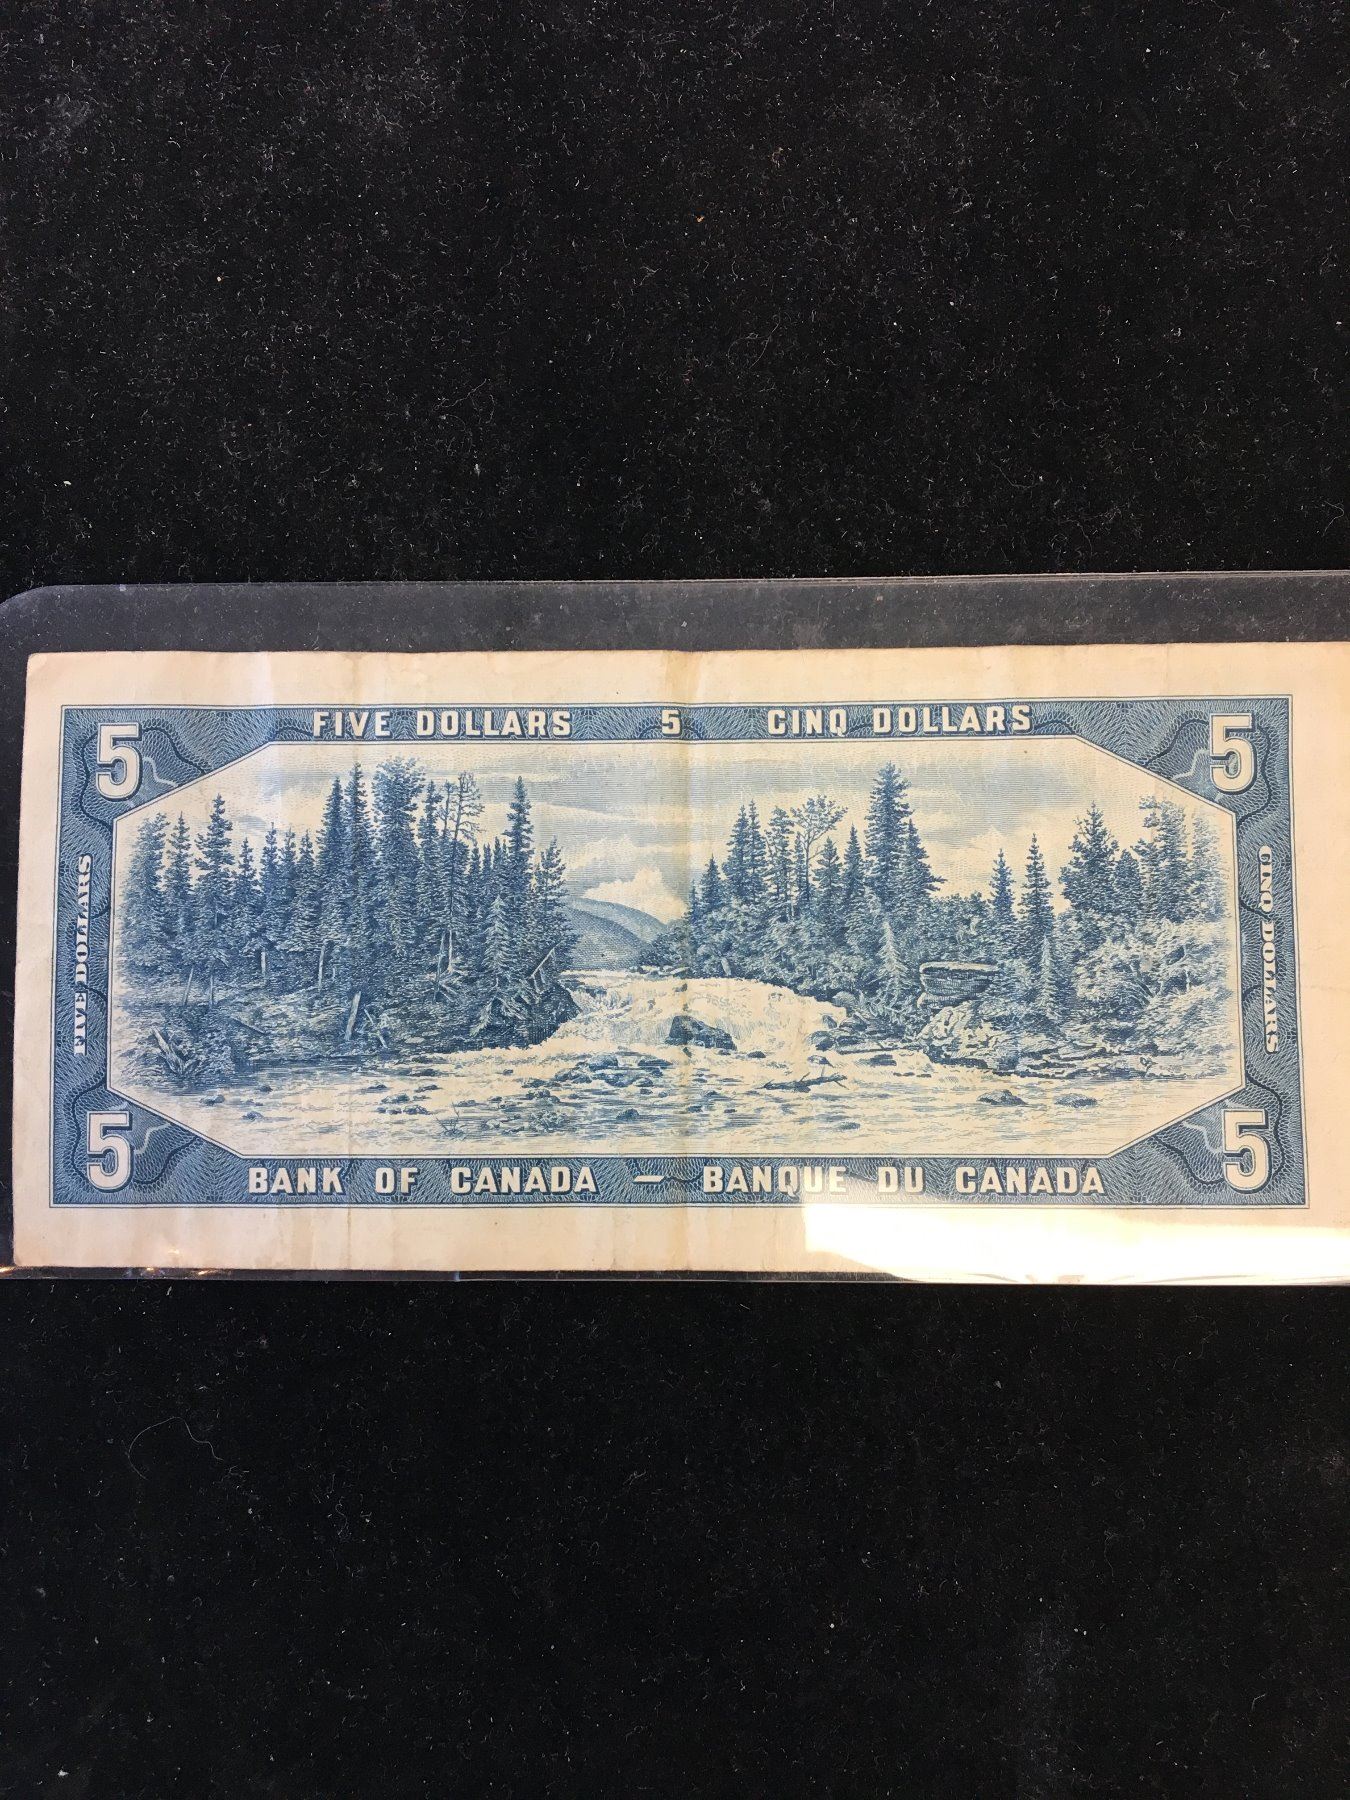 FIVE DOLLARS 5 CINQ DOLLARS
5 5
FIVE DOLLARS
CINQ DOLLARS
5 5
BANK OF CANADA – BANQUE DU CANADA